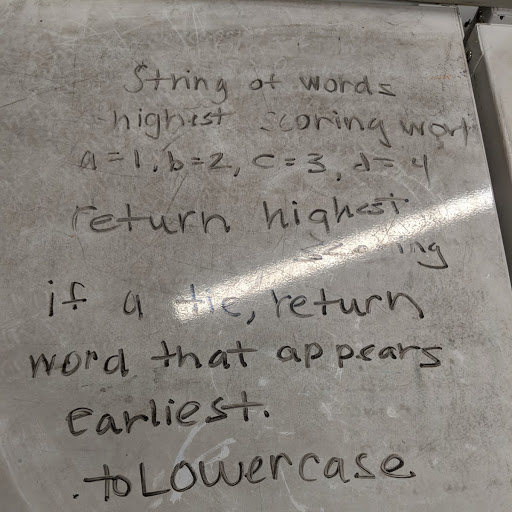 String of words
highest scoring word
a=1, b=2, c=3, d=4
return highest
scoring
if a tie, return
word that appears
earliest.
.toLowercase